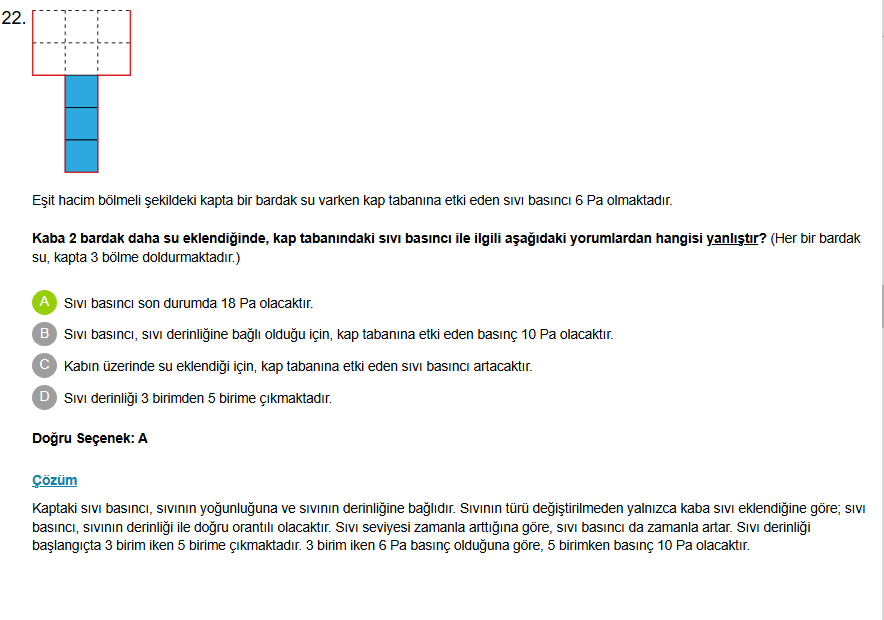 22.
Eşit hacim bölmeli şekildeki kapta bir bardak su varken kap tabanına etki eden sıvı basıncı 6 Pa olmaktadır.
Kaba 2 bardak daha su eklendiğinde, kap tabanındaki sıvı basıncı ile ilgili aşağıdaki yorumlardan hangisi yanlıştır? (Her bir bardak
su, kapta 3 bölme doldurmaktadır.)
A Sıvı basıncı son durumda 18 Pa olacaktır.
B Sıvı basıncı, sıvı derinliğine bağlı olduğu için, kap tabanına etki eden basınç 10 Pa olacaktır.
C Kabın üzerinde su eklendiği için, kap tabanına etki eden sıvı basıncı artacaktır.
D Sıvı derinliği 3 birimden 5 birime çıkmaktadır.
Doğru Seçenek: A
Çözüm
Kaptaki sıvı basıncı, sıvının yoğunluğuna ve sıvının derinliğine bağlıdır. Sıvının türü değiştirilmeden yalnızca kaba sıvı eklendiğine göre; sıvı
basıncı, sıvının derinliği ile doğru orantılı olacaktır. Sıvı seviyesi zamanla arttığına göre, sıvı basıncı da zamanla artar. Sıvı derinliği
başlangıçta 3 birim iken 5 birime çıkmaktadır. 3 birim iken 6 Pa basınç olduğuna göre, 5 birimken basınç 10 Pa olacaktır.